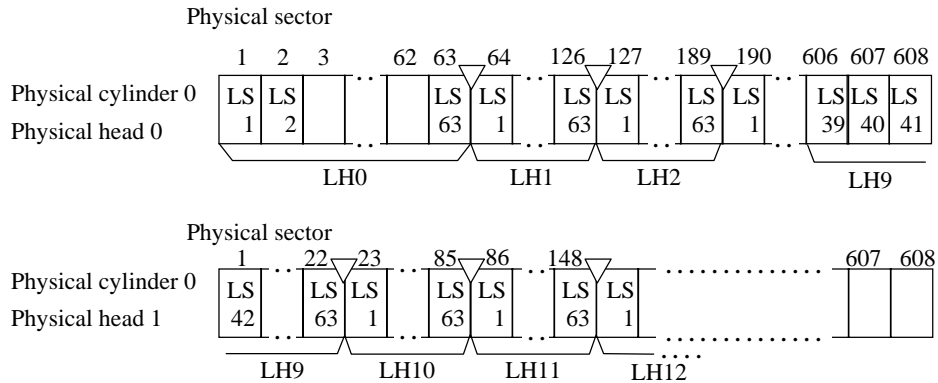 Physical sector
1 2 3 62 63 64 126 127 189 190 606 607 608
Physical cylinder 0 LS LS LS LS LS LS LS LS LS LS LS
Physical head 0 1 2 63 1 63 1 63 1 39 40 41
LH0 LH1 LH2 LH9
Physical sector
1 22 23 85 86 148 607 608
Physical cylinder 0 LS LS LS LS LS LS LS
Physical head 1 42 63 1 63 1 63 1
LH9 LH10 LH11 LH12